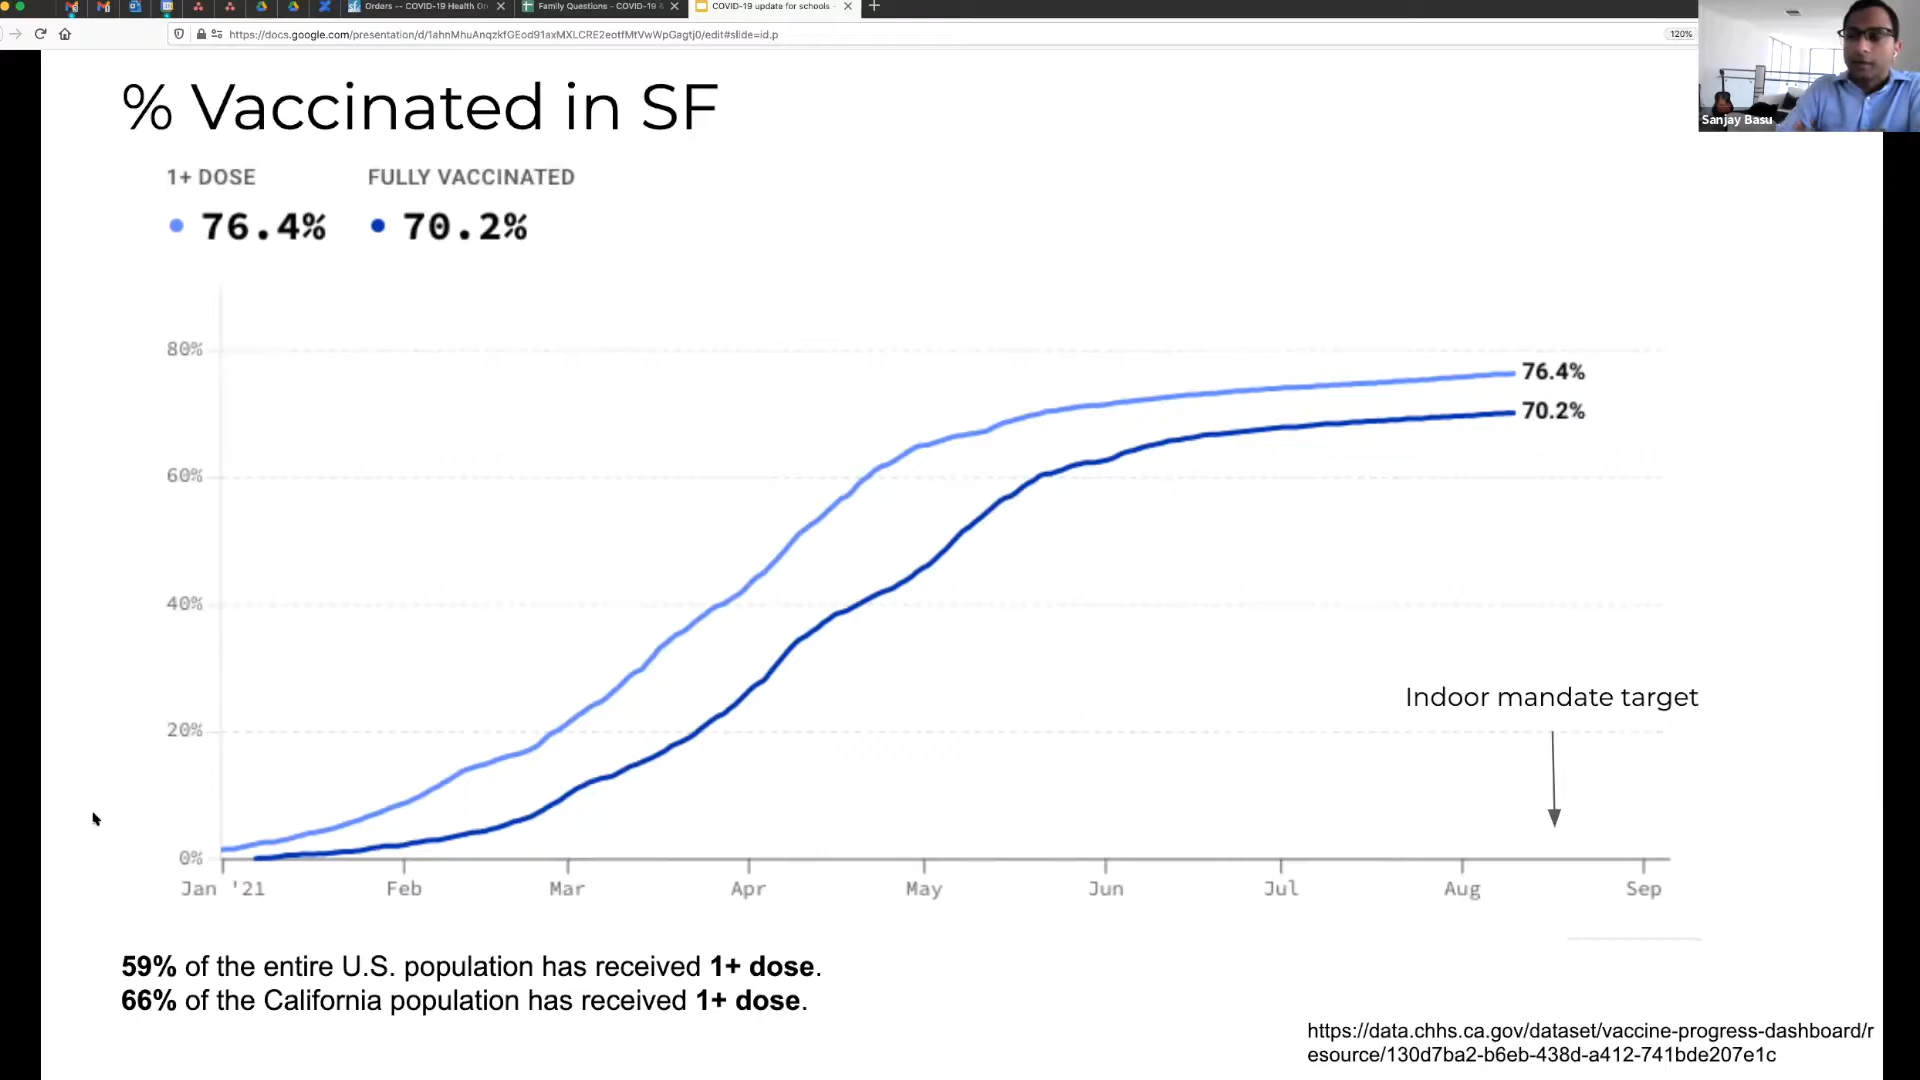 Orders -- COVID-19 Health Or
Family Questions - COVID-19 &
COVID-19 update for schools -
https://docs.google.com/presentation/d/1ahnMhuAnqzkfGEod91axMXLCRE2eotfMtVwWpGagtj0/edit#slide=id.p
120%
Sanjay Basu
% Vaccinated in SF
1+ DOSE FULLY VACCINATED
76.4% 70.2%
80%
76.4%
70.2%
60%
40%
Indoor mandate target
20%
0%
Jan '21 Feb Mar Apr May Jun Jul Aug Sep
59% of the entire U.S. population has received 1+ dose.
66% of the California population has received 1+ dose.
https://data.chhs.ca.gov/dataset/vaccine-progress-dashboard/r
esource/130d7ba2-b6eb-438d-a412-741bde207e1c